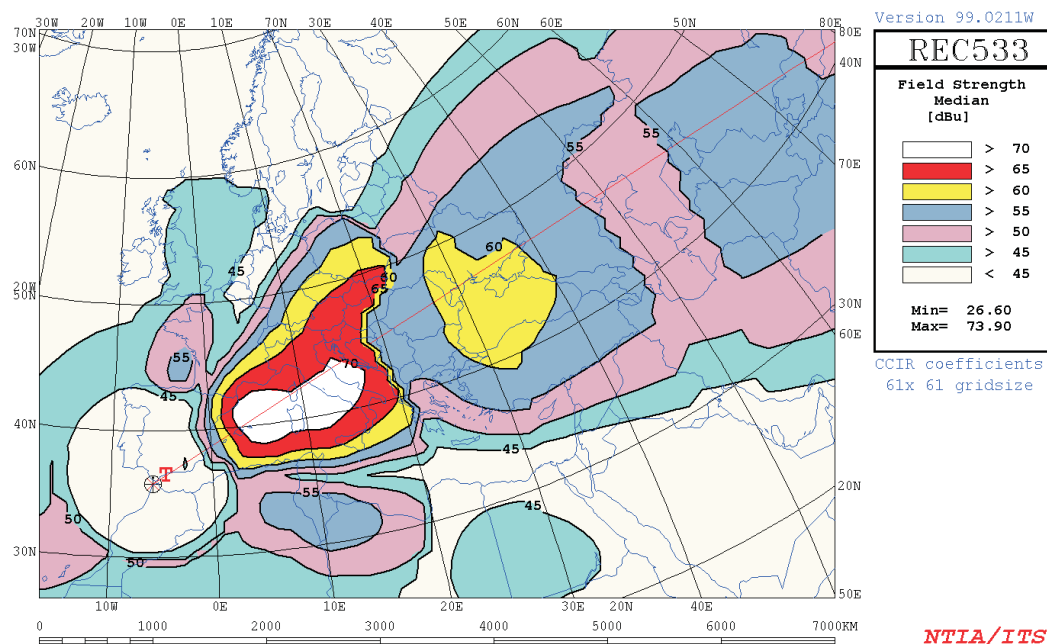 70N 20W 10W 0E 10E 20E 30E 40E 50E 60E 60E 50N 80E
30W
80E
40N
60N
70E
20W
50N
30N
60E
40N
20N
30N
50E
10W 0E 10E 20E 30E 20N 40E
0 1000 2000 3000 4000 5000 6000 7000KM
55
55
60
45
60
65
55
70
45
45
T
55
45
50
50
Version 99.0211W
REC533
Field Strength
Median
[dBu]
> 70
> 65
> 60
> 55
> 50
> 45
< 45
Min= 26.60
Max= 73.90
CCIR coefficients
61x 61 gridsize
NTIA/ITS